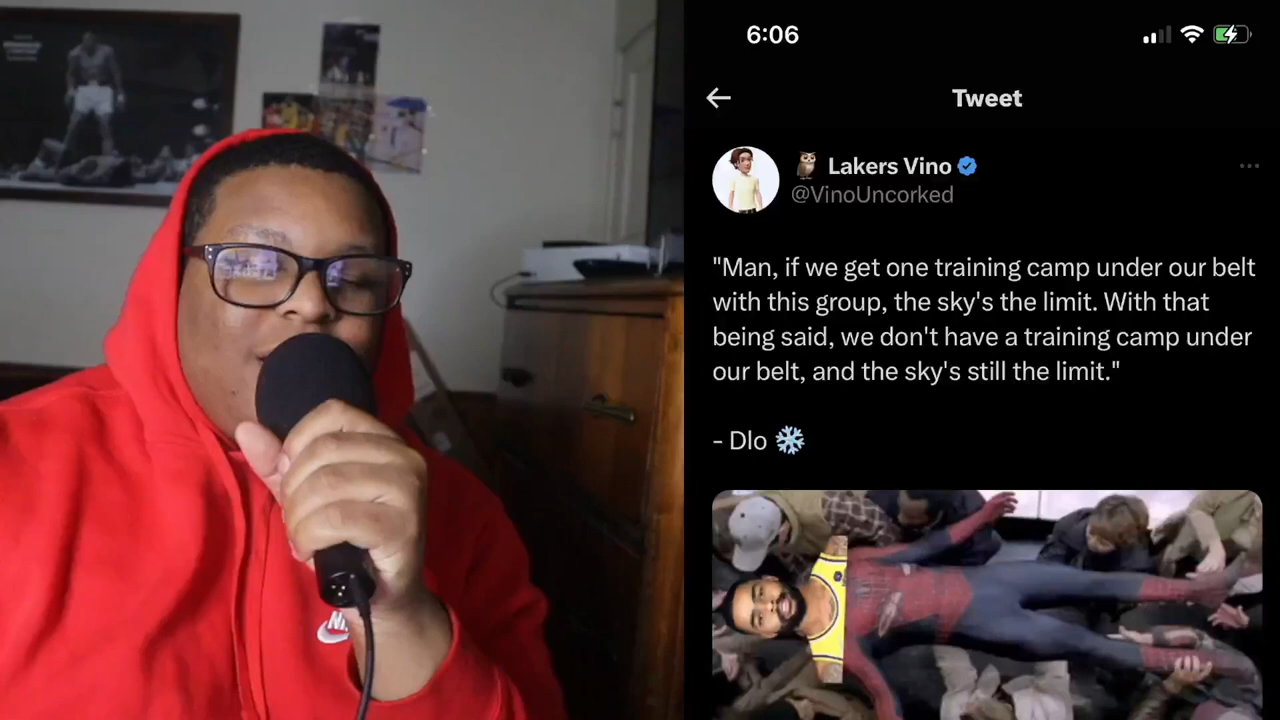 6:06
Tweet
🦉 Lakers Vino
@VinoUncorked
"Man, if we get one training camp under our belt
with this group, the sky's the limit. With that
being said, we don't have a training camp under
our belt, and the sky's still the limit."
- Dlo ❄️